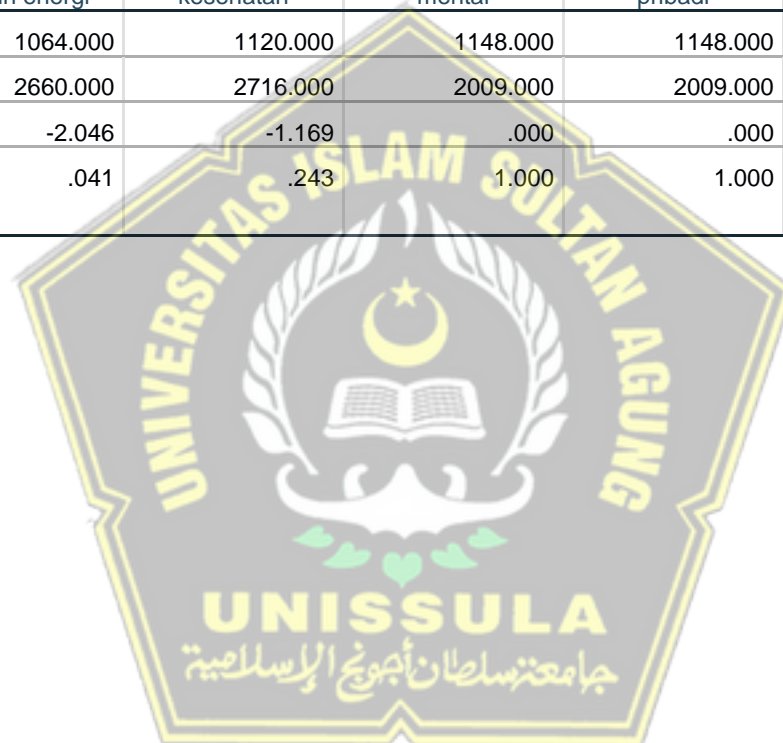 energi kesehatan mental pribadi
1064.000 1120.000 1148.000 1148.000
2660.000 2716.000 2009.000 2009.000
-2.046 -1.169 .000 .000
.041 .243 1.000 1.000
UNIVERSITAS ISLAM SULTAN AGUNG
UNISSULA
جامعة سلطان أجونج الإسلامية